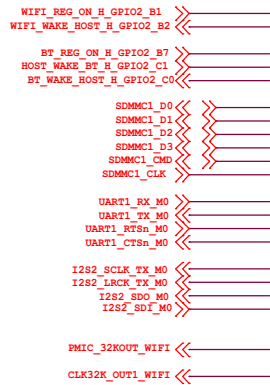 WIFI_REG_ON_H_GPIO2_B1
WIFI_WAKE_HOST_H_GPIO2_B2
BT_REG_ON_H_GPIO2_B7
HOST_WAKE_BT_H_GPIO2_C1
BT_WAKE_HOST_H_GPIO2_C0
SDMMC1_D0
SDMMC1_D1
SDMMC1_D2
SDMMC1_D3
SDMMC1_CMD
SDMMC1_CLK
UART1_RX_M0
UART1_TX_M0
UART1_RTSn_M0
UART1_CTSn_M0
I2S2_SCLK_TX_M0
I2S2_LRCK_TX_M0
I2S2_SDO_M0
I2S2_SDI_M0
PMIC_32KOUT_WIFI
CLK32K_OUT1_WIFI